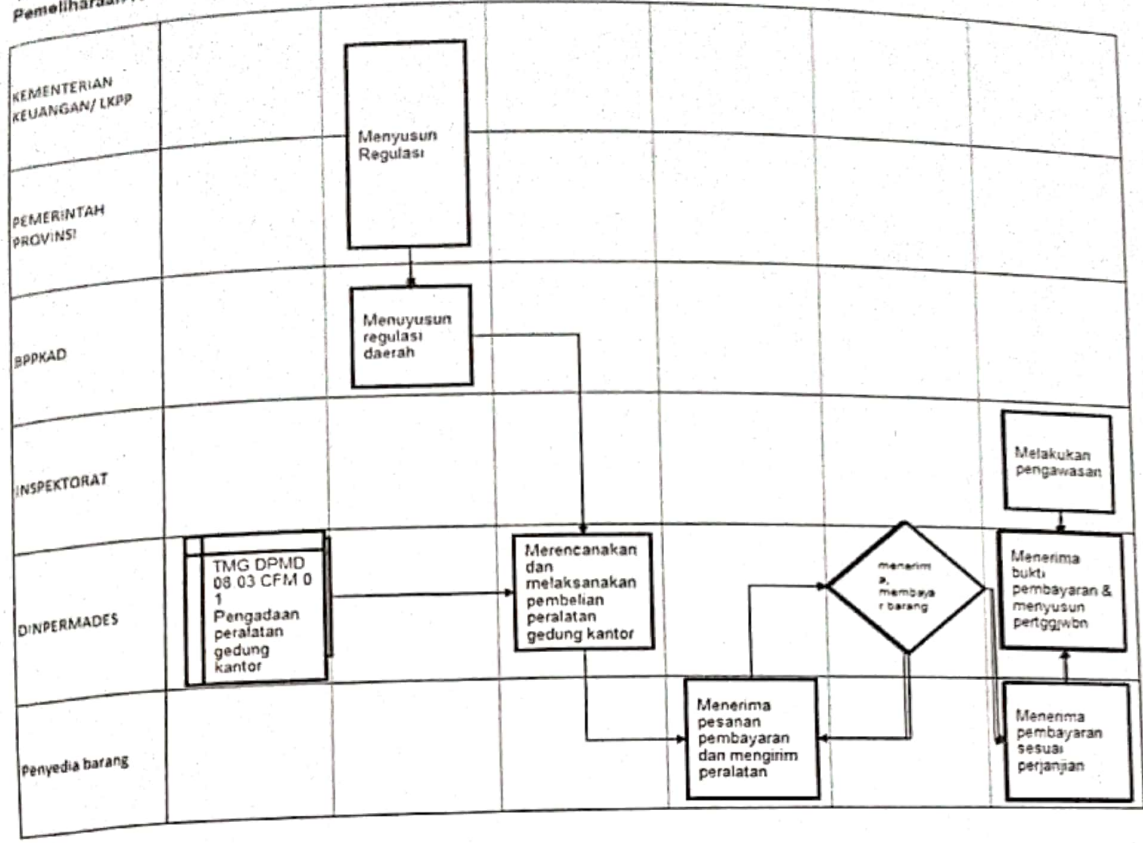 Pemeliharaan
KEMENTERIAN
KEUANGAN/ LKPP
Menyusun
Regulasi
PEMERINTAH
PROVINSI
BPPKAD
Menuyusun
regulasi
daerah
INSPEKTORAT
Melakukan
pengawasan
DINPERMADES
TMG DPMD
08 03 CFM 0
1
Pengadaan
peralatan
gedung
kantor
Merencanakan
dan
melaksanakan
pembelian
peralatan
gedung kantor
menerim
a,
membaya
r barang
Menerima
bukti
pembayaran &
menyusun
pertggjwbn
Penyedia barang
Menerima
pesanan
pembayaran
dan mengirim
peralatan
Menerima
pembayaran
sesuai
perjanjian